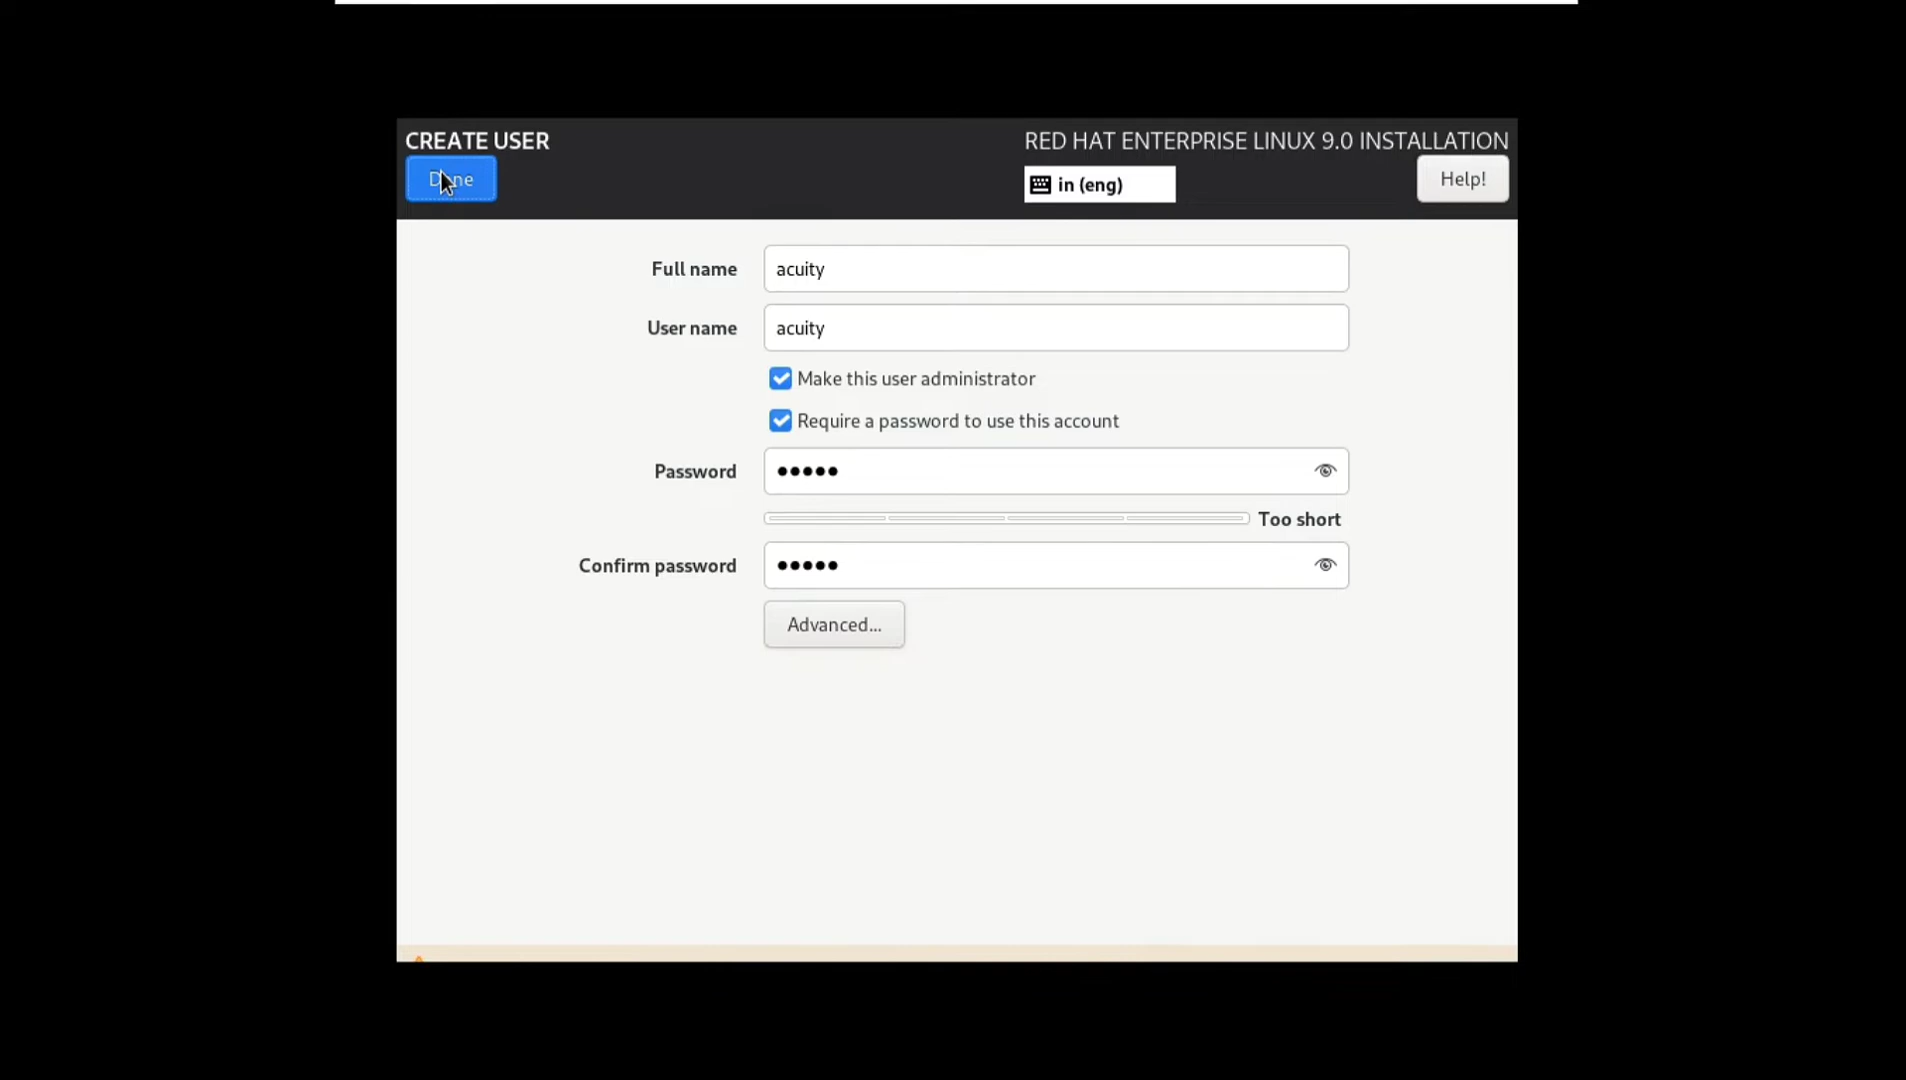 CREATE USER
RED HAT ENTERPRISE LINUX 9.0 INSTALLATION
Done
in (eng)
Help!
Full name
acuity
User name
acuity
Make this user administrator
Require a password to use this account
Password
•••••
Too short
Confirm password
•••••
Advanced...